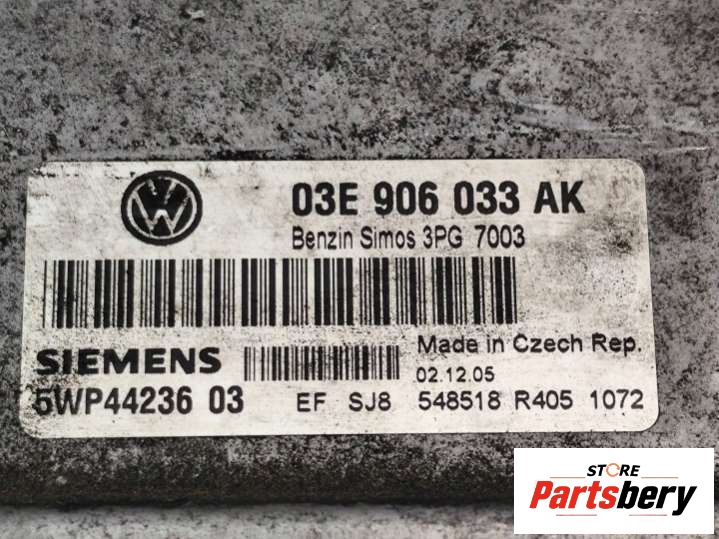 03E 906 033 AK
Benzin Simos 3PG 7003
SIEMENS
Made in Czech Rep.
02.12.05
5WP44236 03
EF SJ8 548518 R405 1072
STORE
Partsbery